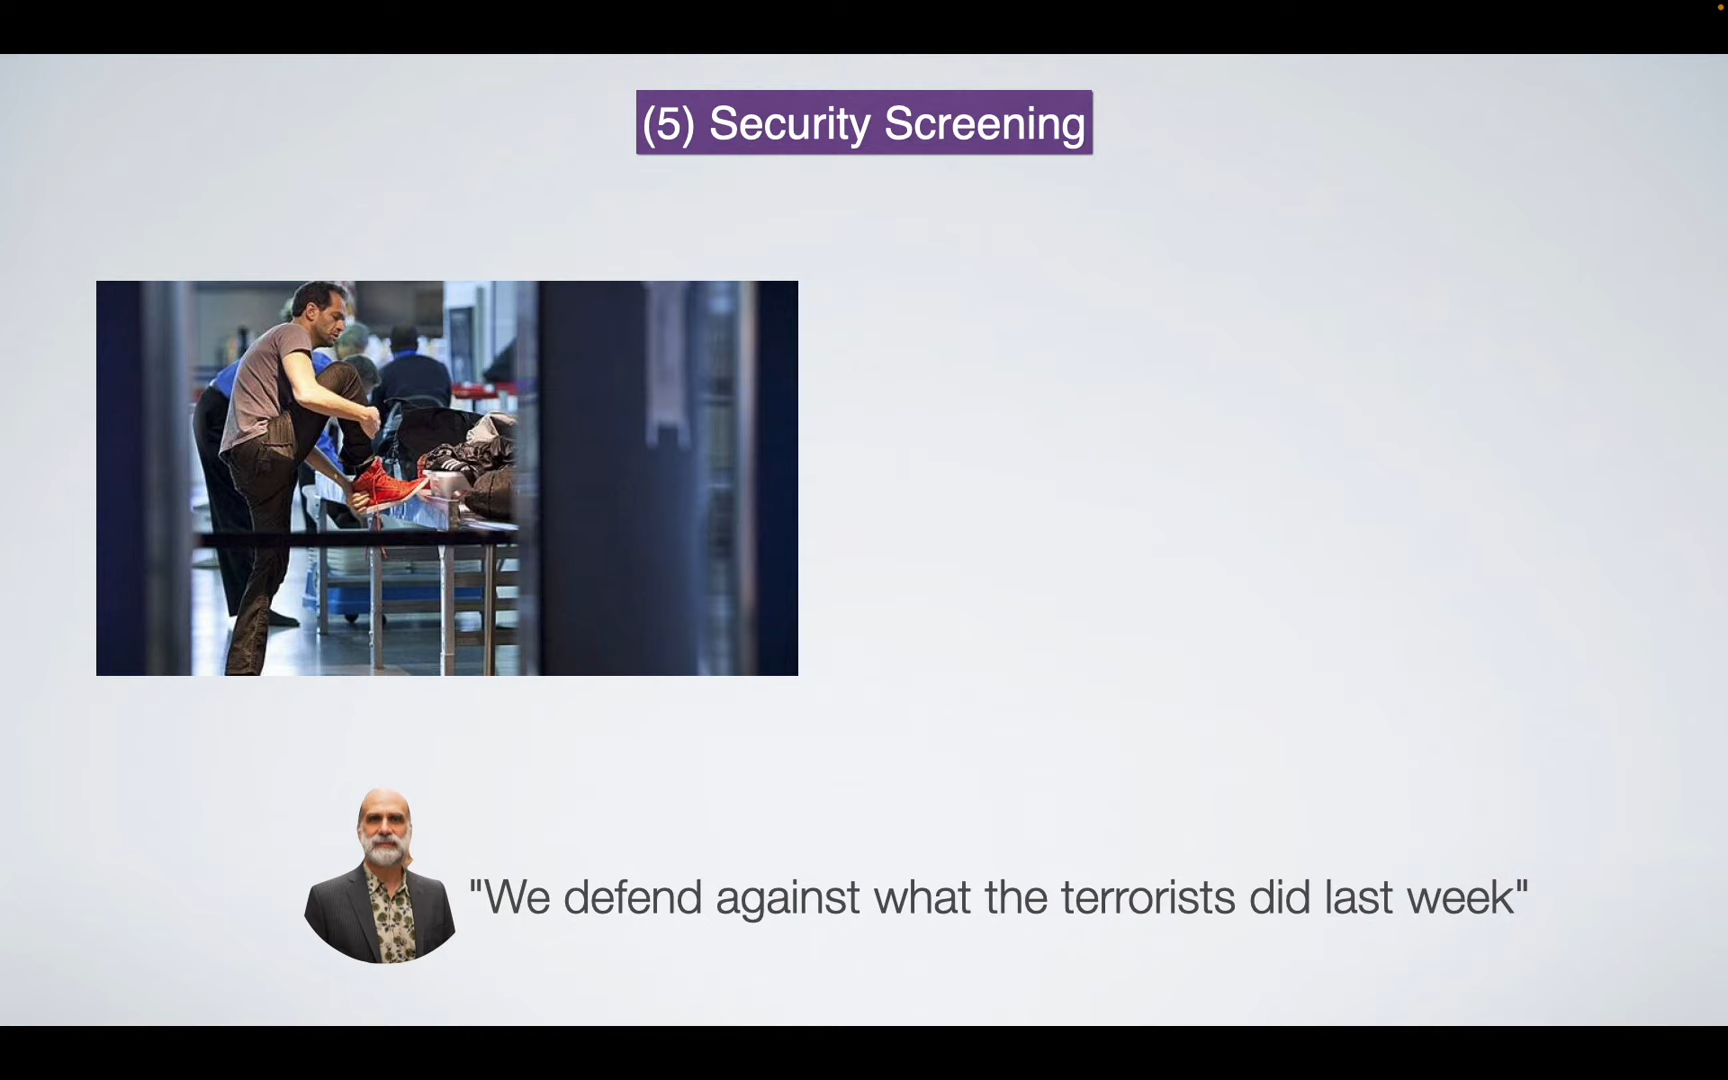 (5) Security Screening
"We defend against what the terrorists did last week"